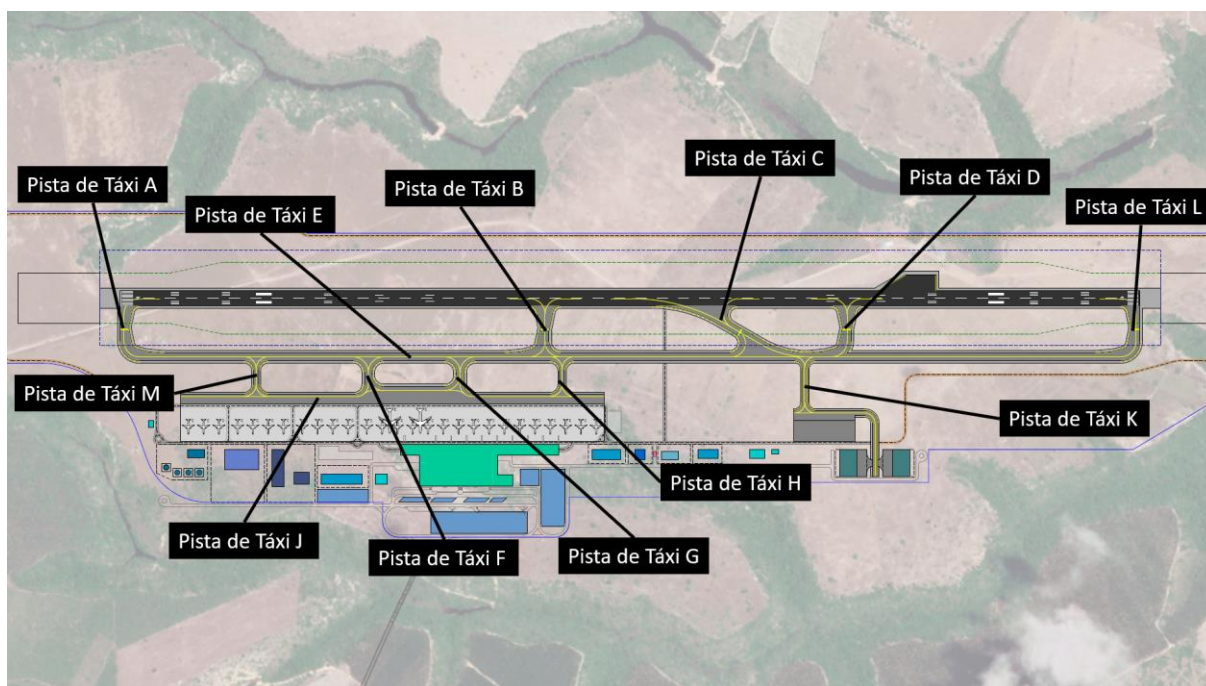 Pista de Táxi C
Pista de Táxi D
Pista de Táxi A
Pista de Táxi B
Pista de Táxi L
Pista de Táxi E
Pista de Táxi M
Pista de Táxi K
Pista de Táxi H
Pista de Táxi J
Pista de Táxi F
Pista de Táxi G